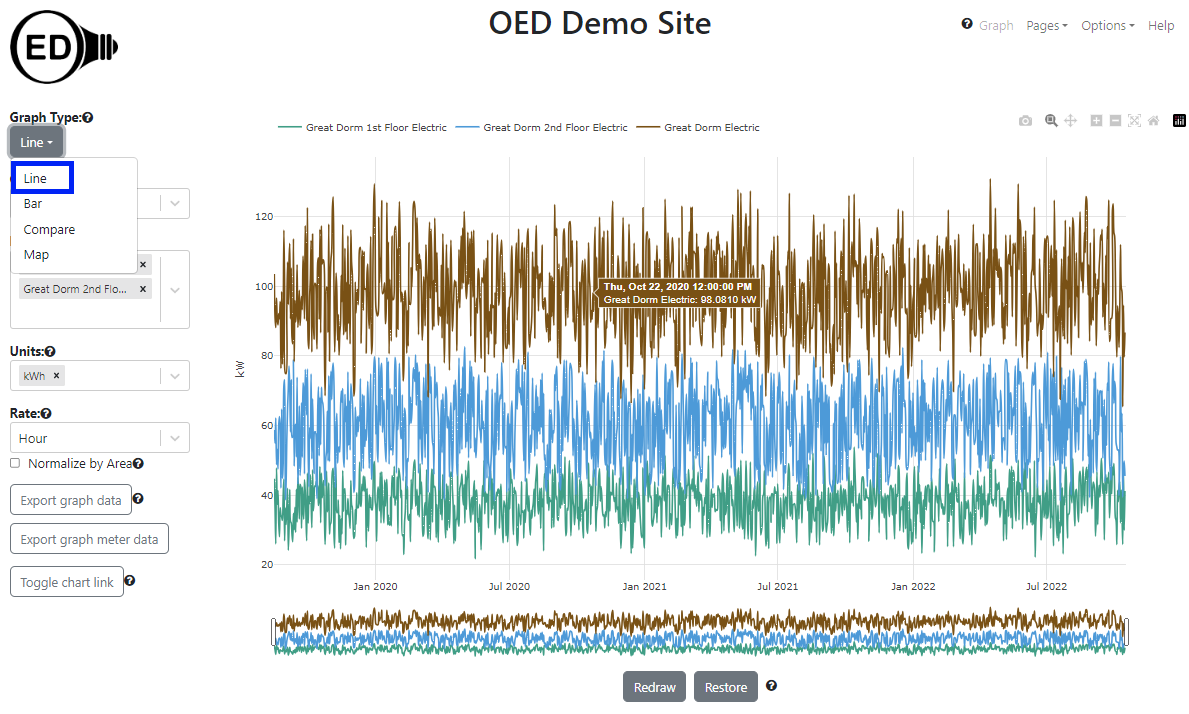 OED Demo Site
ED
Graph Pages Options Help
Graph Type:
Line
Line
Bar
Compare
Map
Great Dorm 2nd Flo...
Units:
kWh
Rate:
Hour
Normalize by Area
Export graph data
Export graph meter data
Toggle chart link
Great Dorm 1st Floor Electric Great Dorm 2nd Floor Electric Great Dorm Electric
120
100
80
60
40
20
kW
Thu, Oct 22, 2020 12:00:00 PM
Great Dorm Electric: 98.0810 kW
Jan 2020 Jul 2020 Jan 2021 Jul 2021 Jan 2022 Jul 2022
Redraw Restore